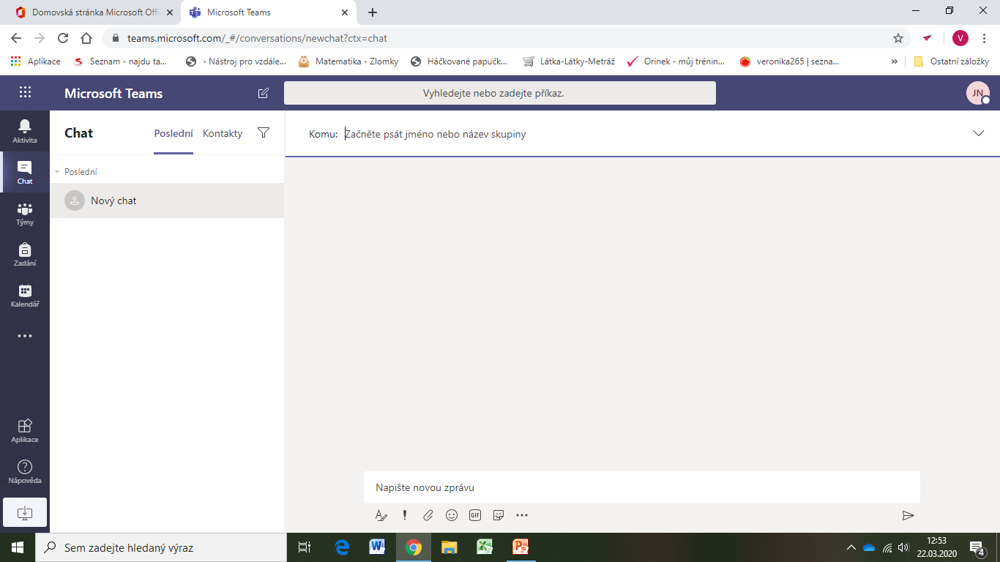 Domovská stránka Microsoft Offi
Microsoft Teams
teams.microsoft.com/_#/conversations/newchat?ctx=chat
V
Aplikace
Seznam - najdu ta...
- Nástroj pro vzdále...
Matematika - Zlomky
Háčkované papučk...
Látka-Látky-Metráž
Orinek - můj trénin...
veronika265 | sezna...
»
Ostatní záložky
Microsoft Teams
Vyhledejte nebo zadejte příkaz.
JN
Aktivita
Chat
Týmy
Zadání
Kalendář
Aplikace
Nápověda
Chat
Poslední
Kontakty
Poslední
Nový chat
Komu: Začněte psát jméno nebo název skupiny
Napište novou zprávu
GIF
Sem zadejte hledaný výraz
12:53
22.03.2020
4